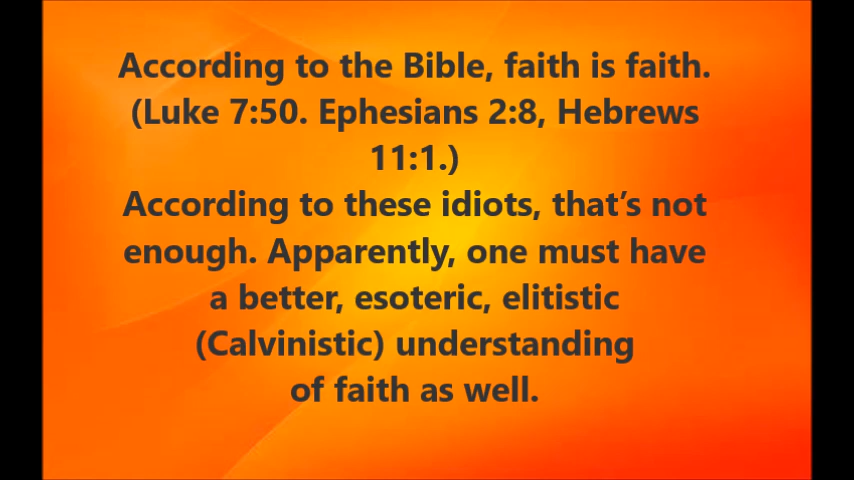 According to the Bible, faith is faith.
(Luke 7:50. Ephesians 2:8, Hebrews
11:1.)
According to these idiots, that’s not
enough. Apparently, one must have
a better, esoteric, elitistic
(Calvinistic) understanding
of faith as well.